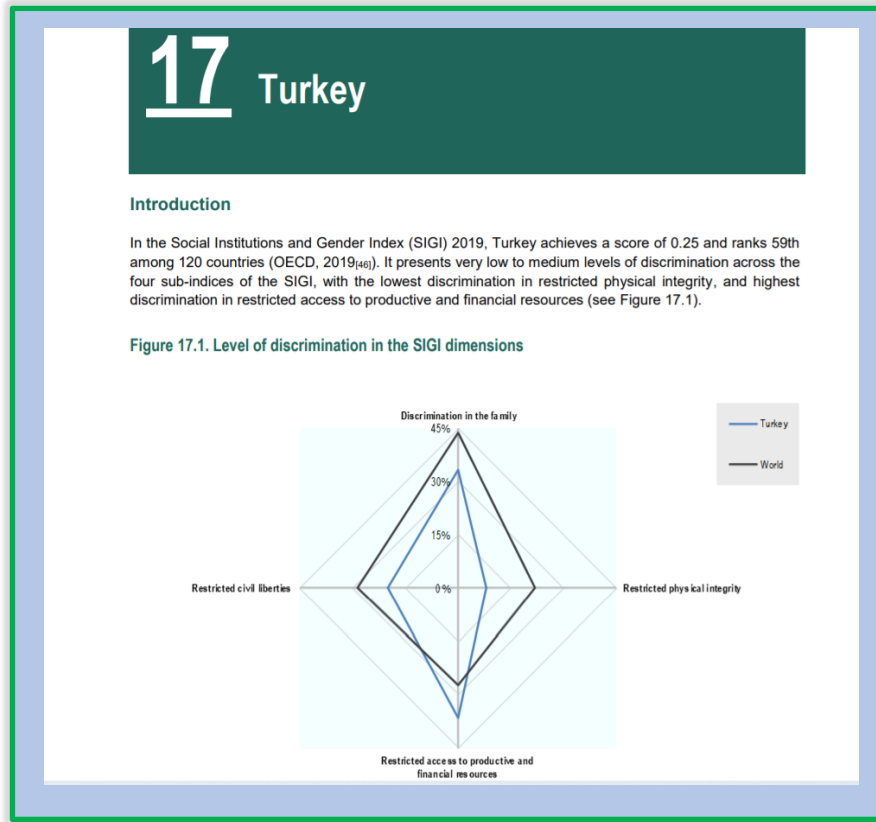 17 Turkey
Introduction
In the Social Institutions and Gender Index (SIGI) 2019, Turkey achieves a score of 0.25 and ranks 59th
among 120 countries (OECD, 2019[46]). It presents very low to medium levels of discrimination across the
four sub-indices of the SIGI, with the lowest discrimination in restricted physical integrity, and highest
discrimination in restricted access to productive and financial resources (see Figure 17.1).
Figure 17.1. Level of discrimination in the SIGI dimensions
Discrimination in the family
45%
Turkey
World
30%
15%
Restricted civil liberties
0%
Restricted physical integrity
Restricted access to productive and
financial resources